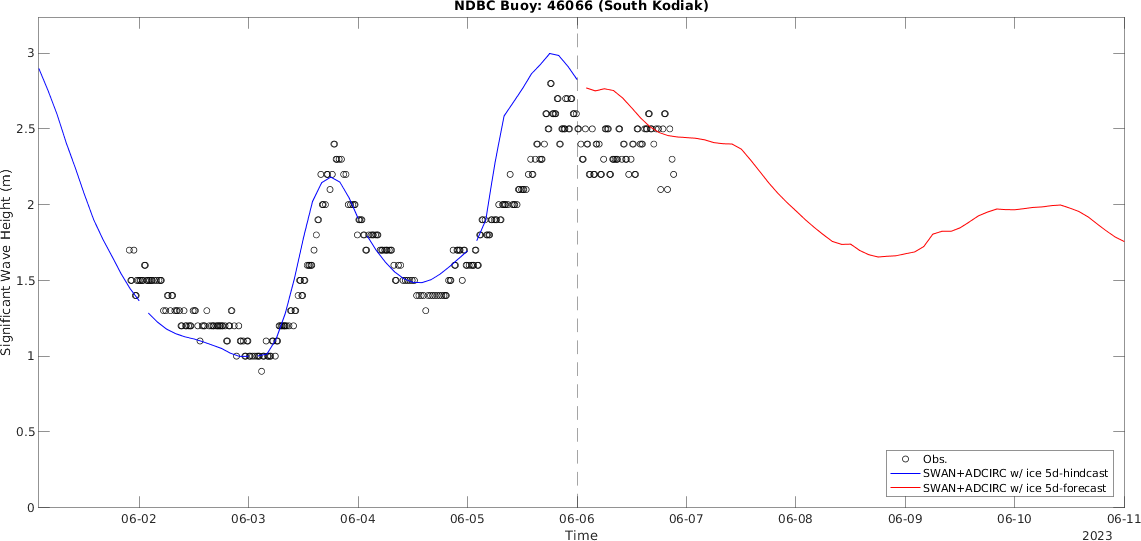 NDBC Buoy: 46066 (South Kodiak)
Significant Wave Height (m)
3
2.5
2
1.5
1
0.5
0
Obs.
SWAN+ADCIRC w/ ice 5d-hindcast
SWAN+ADCIRC w/ ice 5d-forecast
06-02 06-03 06-04 06-05 06-06 06-07 06-08 06-09 06-10 06-11
Time
2023